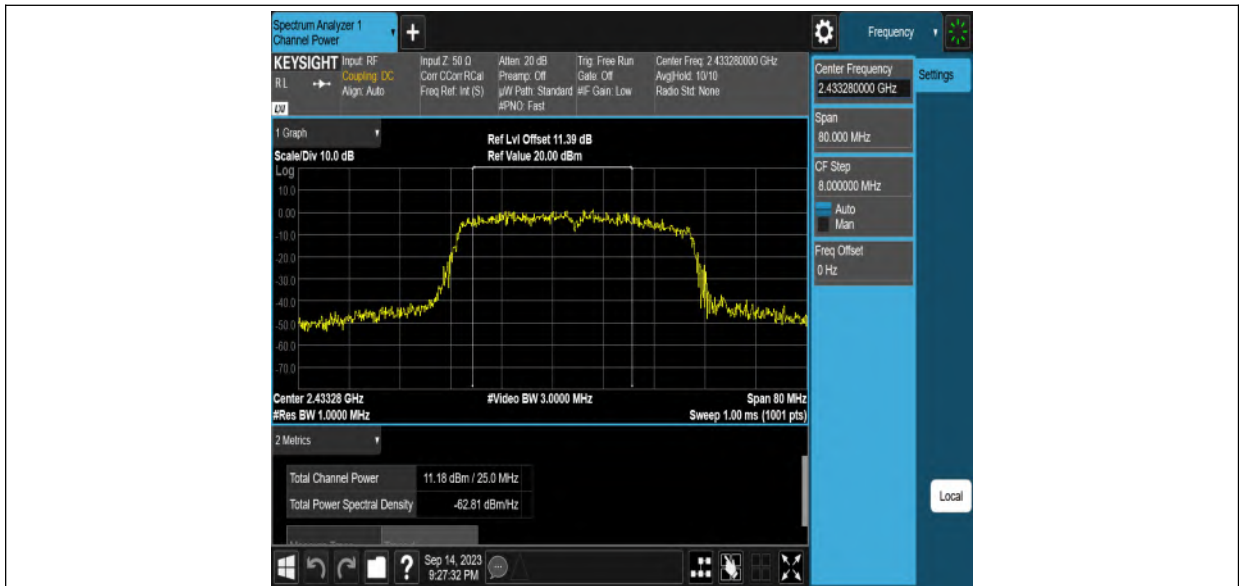 Spectrum Analyzer 1
Channel Power
+
Frequency
KEYSIGHT
RL
LXI
Input: RF
Coupling: DC
Align: Auto
Input Z: 50 Ω
Corr CCorr RCal
Freq Ref: Int (S)
Atten: 20 dB
Preamp: Off
µW Path: Standard
#PNO: Fast
Trig: Free Run
Gate: Off
#IF Gain: Low
Center Freq: 2.433280000 GHz
Avg|Hold: 10/10
Radio Std: None
Center Frequency
2.433280000 GHz
Settings
Span
80.000 MHz
CF Step
8.000000 MHz
Auto
Man
Freq Offset
0 Hz
1 Graph
Scale/Div 10.0 dB
Ref Lvl Offset 11.39 dB
Ref Value 20.00 dBm
Log
10.0
0.00
-10.0
-20.0
-30.0
-40.0
-50.0
-60.0
-70.0
Center 2.43328 GHz
#Video BW 3.0000 MHz
Span 80 MHz
#Res BW 1.0000 MHz
Sweep 1.00 ms (1001 pts)
2 Metrics
Total Channel Power 11.18 dBm / 25.0 MHz
Total Power Spectral Density -62.81 dBm/Hz
Local
?
Sep 14, 2023
9:27:32 PM